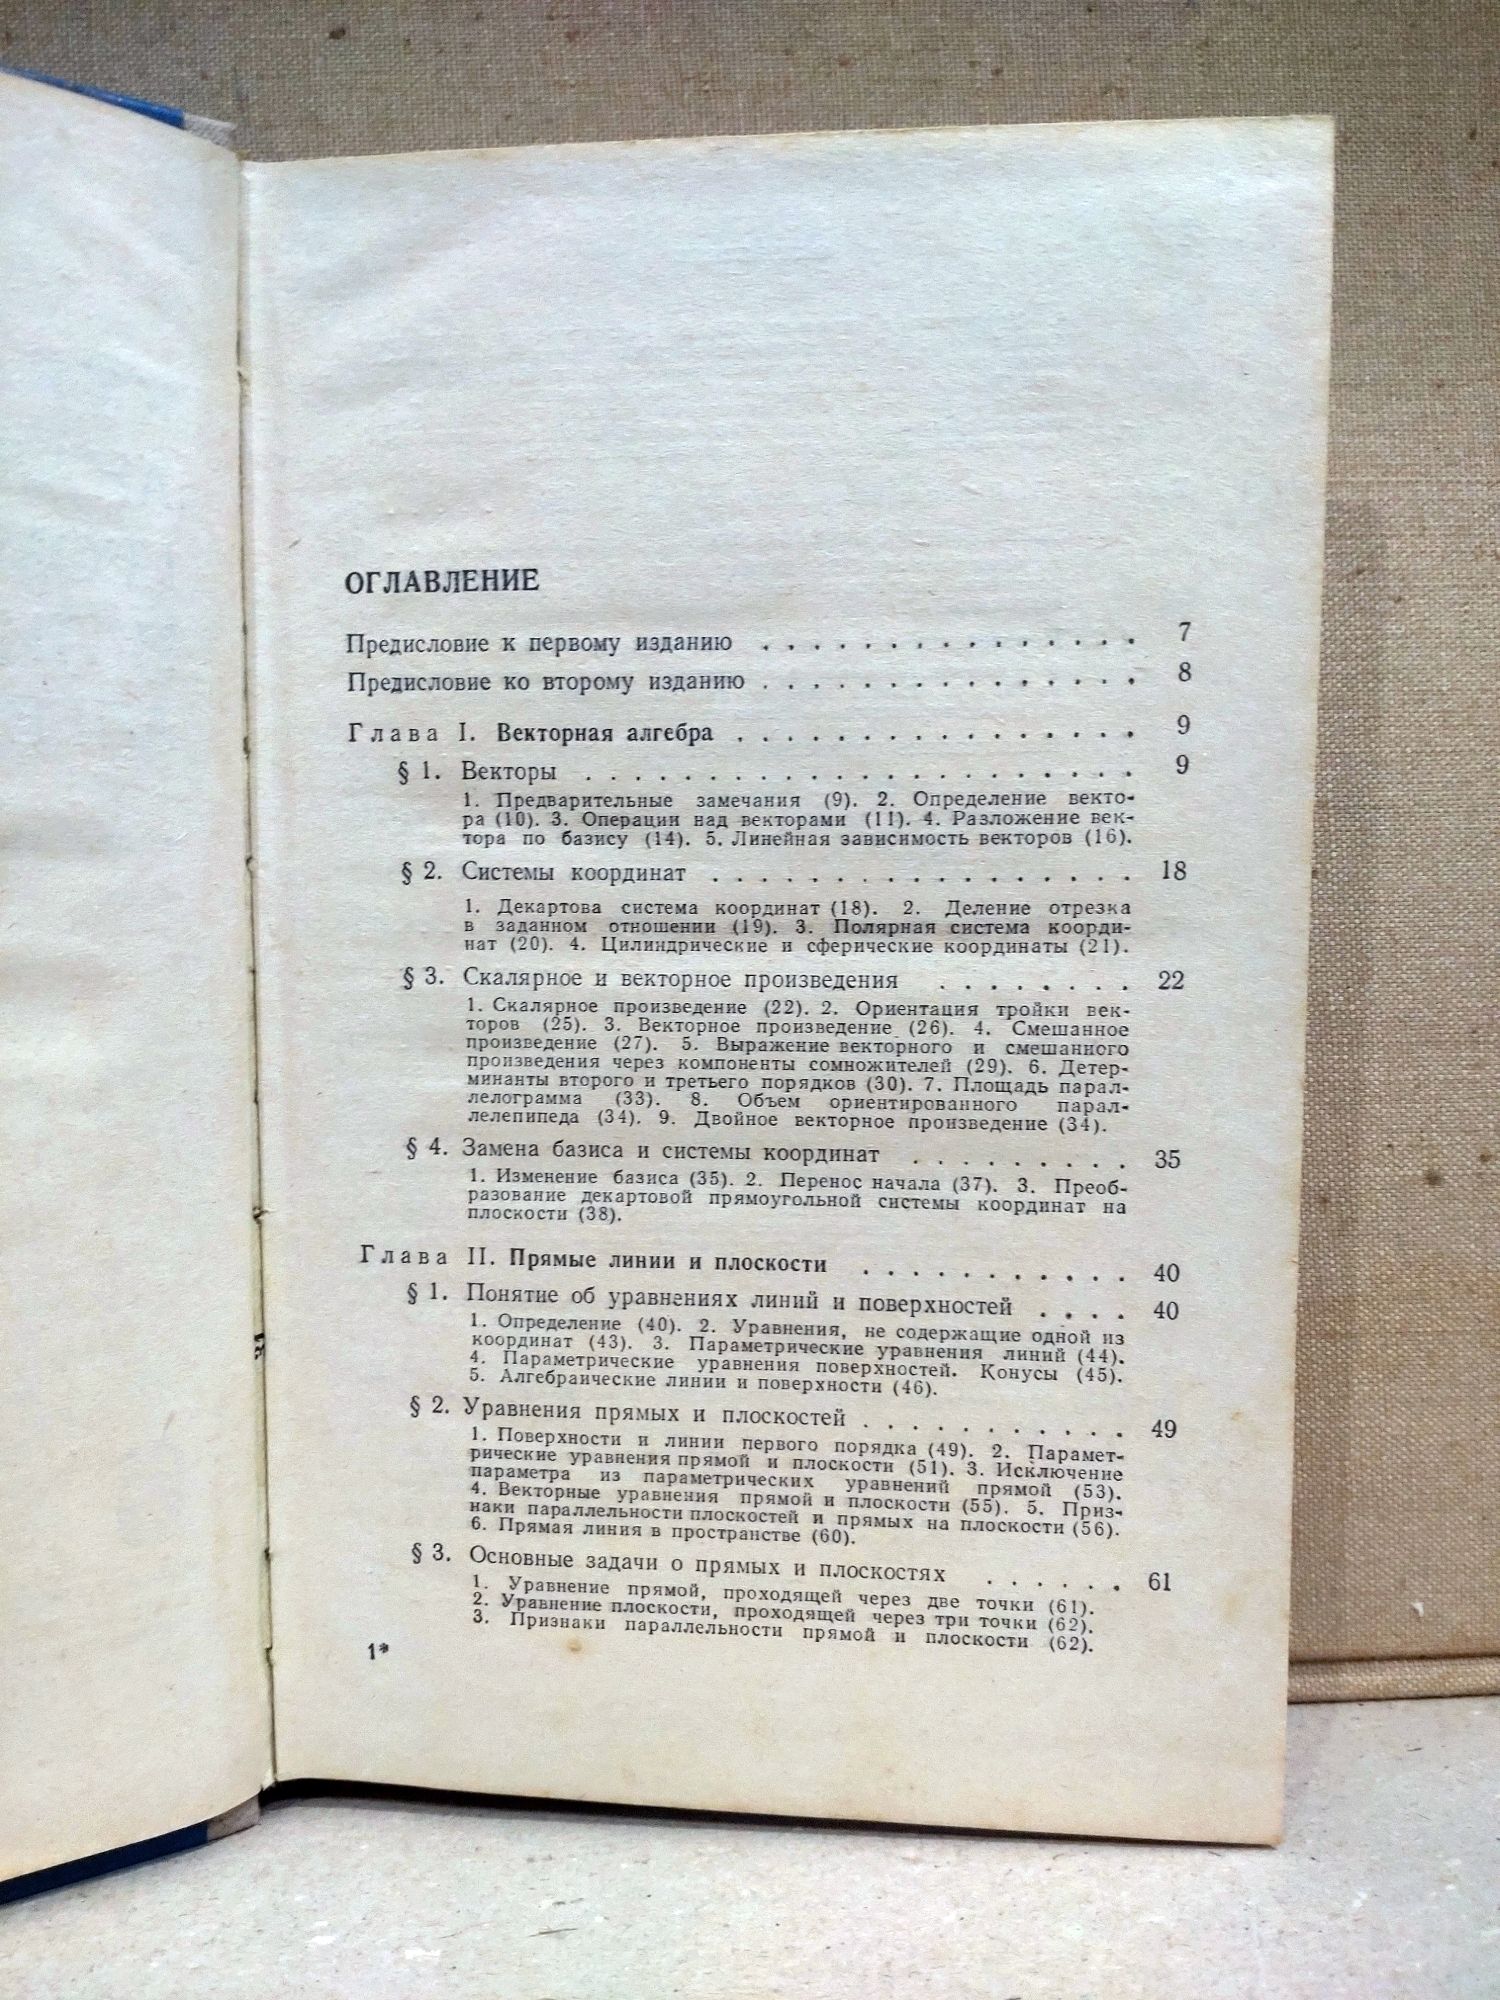 ОГЛАВЛЕНИЕ
Предисловие к первому изданию . . . . . . . . . . . . . . . 7
Предисловие ко второму изданию . . . . . . . . . . . . . . . 8
Глава I. Векторная алгебра . . . . . . . . . . . . . . . . 9
§ 1. Векторы . . . . . . . . . . . . . . . . . . . . . . 9
1. Предварительные замечания (9). 2. Определение векто-
ра (10). 3. Операции над векторами (11). 4. Разложение век-
тора по базису (14). 5. Линейная зависимость векторов (16).
§ 2. Системы координат . . . . . . . . . . . . . . . . . 18
1. Декартова система координат (18). 2. Деление отрезка
в заданном отношении (19). 3. Полярная система коорди-
нат (20). 4. Цилиндрические и сферические координаты (21).
§ 3. Скалярное и векторное произведения . . . . . . . . 22
1. Скалярное произведение (22). 2. Ориентация тройки век-
торов (25). 3. Векторное произведение (26). 4. Смешанное
произведение (27). 5. Выражение векторного и смешанного
произведения через компоненты сомножителей (29). 6. Детер-
минанты второго и третьего порядков (30). 7. Площадь парал-
лелограмма (33). 8. Объем ориентированного парал-
лелепипеда (34). 9. Двойное векторное произведение (34).
§ 4. Замена базиса и системы координат . . . . . . . . . 35
1. Изменение базиса (35). 2. Перенос начала (37). 3. Преоб-
разование декартовой прямоугольной системы координат на
плоскости (38).
Глава II. Прямые линии и плоскости . . . . . . . . . . . 40
§ 1. Понятие об уравнениях линий и поверхностей . . . . 40
1. Определение (40). 2. Уравнения, не содержащие одной из
координат (43). 3. Параметрические уравнения линий (44).
4. Параметрические уравнения поверхностей. Конусы (45).
5. Алгебраические линии и поверхности (46).
§ 2. Уравнения прямых и плоскостей . . . . . . . . . . . 49
1. Поверхности и линии первого порядка (49). 2. Парамет-
рические уравнения прямой и плоскости (51). 3. Исключение
параметра из параметрических уравнений прямой (53).
4. Векторные уравнения прямой и плоскости (55). 5. Приз-
наки параллельности плоскостей и прямых на плоскости (56).
6. Прямая линия в пространстве (60).
§ 3. Основные задачи о прямых и плоскостях . . . . . . 61
1. Уравнение прямой, проходящей через две точки (61).
2. Уравнение плоскости, проходящей через три точки (62).
3. Признаки параллельности прямой и плоскости (62).
1*